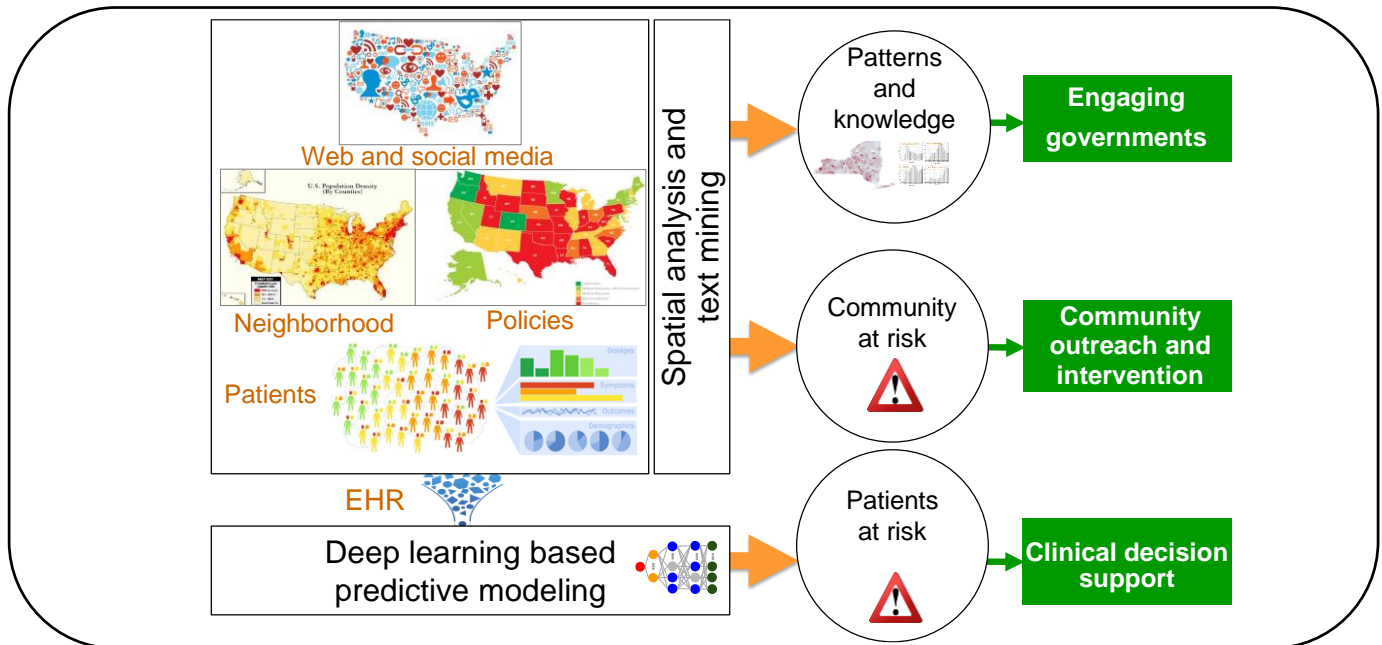 Web and social media
U.S. Population Density
(By Counties)
Neighborhood
Policies
Patients
Dosages
Symptoms
Outcomes
Demographics
Spatial analysis and
text mining
EHR
Deep learning based
predictive modeling
Patterns
and
knowledge
Engaging
governments
Community
at risk
Community
outreach and
intervention
Patients
at risk
Clinical decision
support